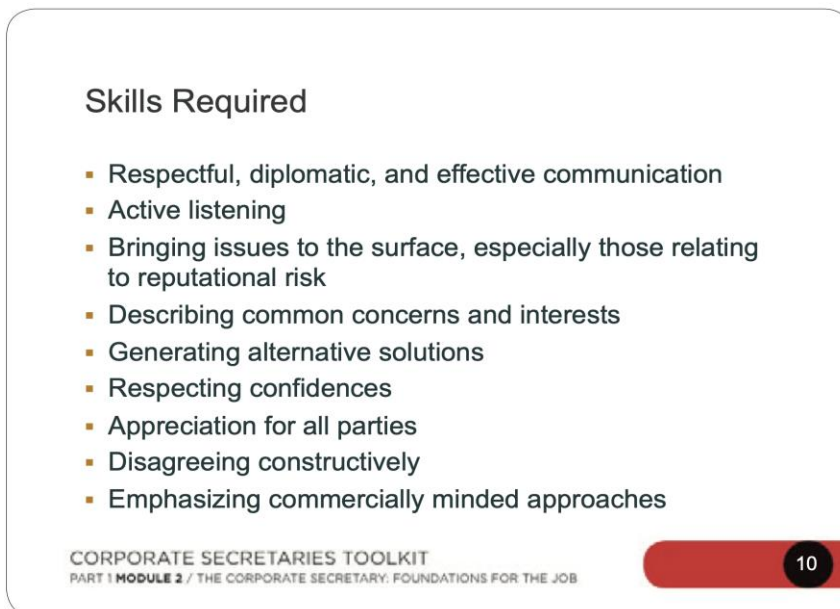 Skills Required
▪ Respectful, diplomatic, and effective communication
▪ Active listening
▪ Bringing issues to the surface, especially those relating
to reputational risk
▪ Describing common concerns and interests
▪ Generating alternative solutions
▪ Respecting confidences
▪ Appreciation for all parties
▪ Disagreeing constructively
▪ Emphasizing commercially minded approaches
CORPORATE SECRETARIES TOOLKIT
PART 1 MODULE 2 / THE CORPORATE SECRETARY: FOUNDATIONS FOR THE JOB
10